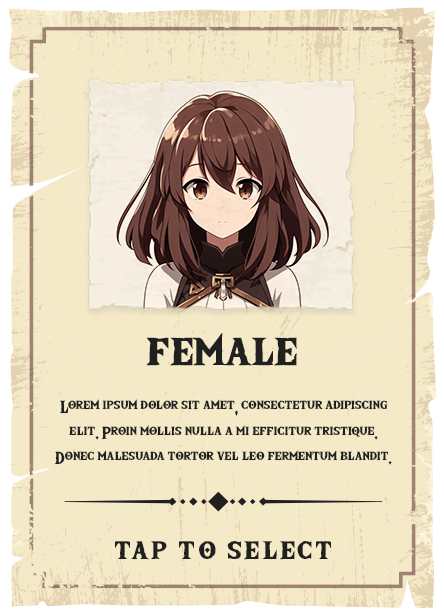 FEMALE
Lorem ipsum dolor sit amet, consectetur adipiscing
elit. Proin mollis nulla a mi efficitur tristique.
Donec malesuada tortor vel leo fermentum blandit.
TAP TO SELECT